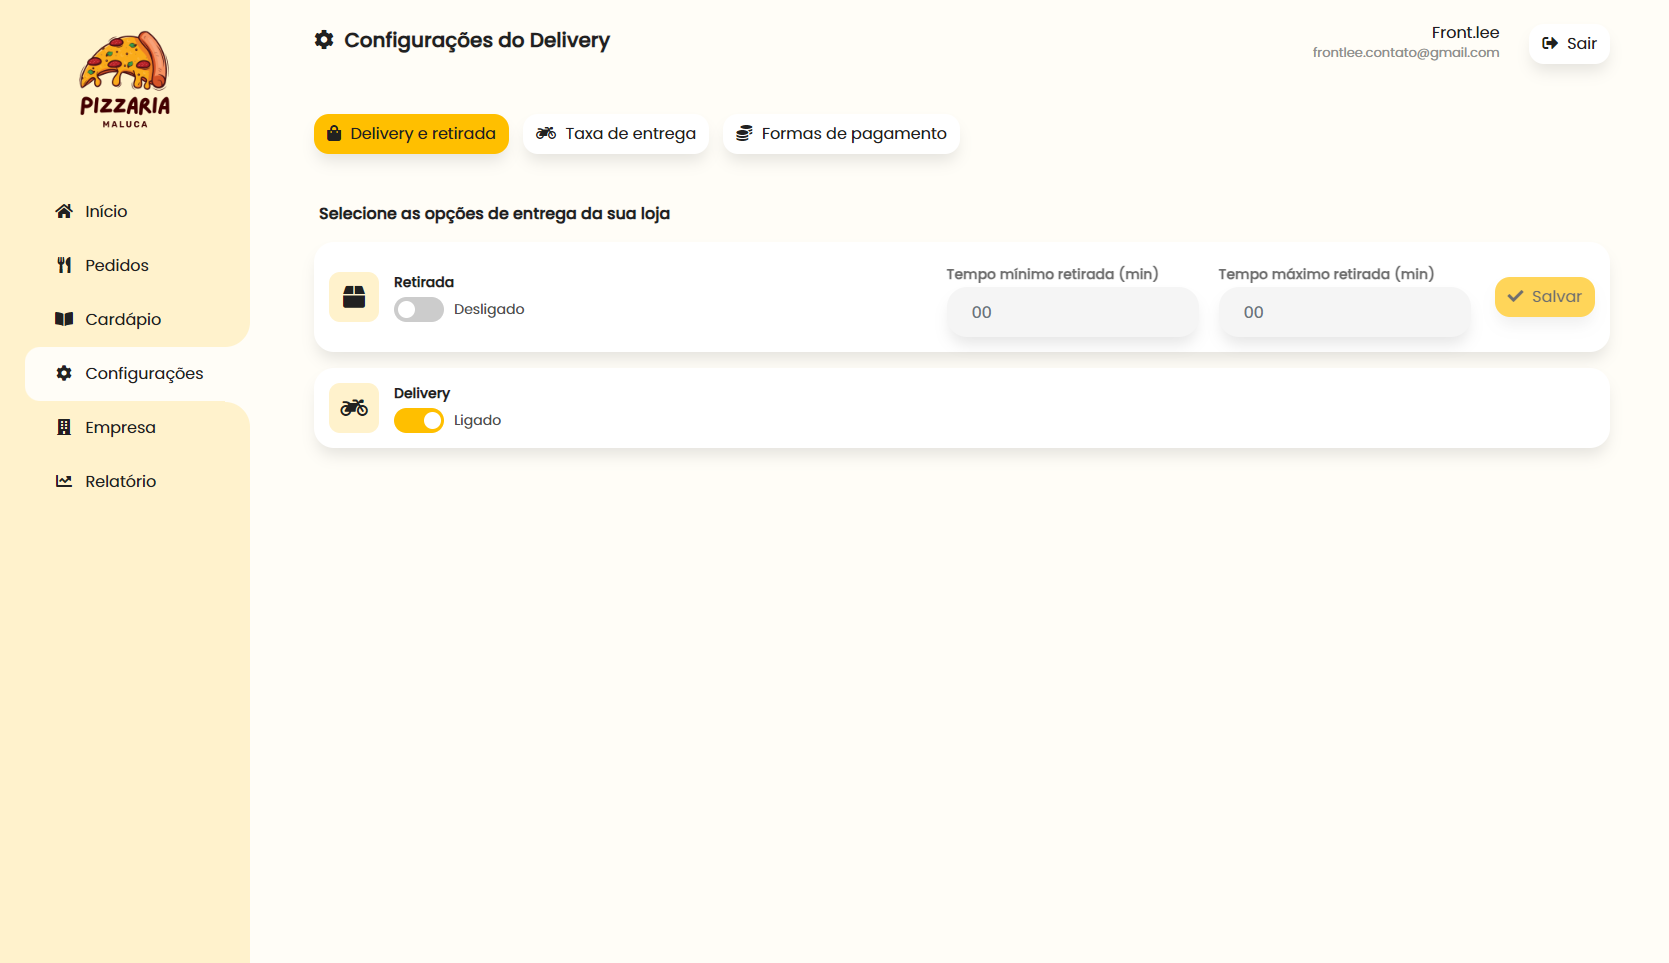 PIZZARIA
MALUCA
Início
Pedidos
Cardápio
Configurações
Empresa
Relatório
Configurações do Delivery
Front.lee
frontlee.contato@gmail.com
Sair
Delivery e retirada
Taxa de entrega
Formas de pagamento
Selecione as opções de entrega da sua loja
Retirada
Desligado
Tempo mínimo retirada (min)
00
Tempo máximo retirada (min)
00
Salvar
Delivery
Ligado